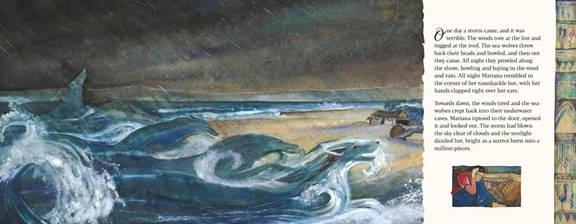 One day a storm came, and it was
terrible. The winds tore at the hut and
tugged at the roof. The sea wolves threw
back their heads and howled, and then out
they came. All night they prowled along
the shore, howling and baying in the wind
and rain. All night Mariana trembled in
the corner of her ramshackle hut, with her
hands clapped tight over her ears.
Towards dawn, the winds tired and the sea
wolves crept back into their underwater
caves. Mariana tiptoed to the door, opened
it and looked out. The storm had blown
the sky clear of clouds and the sunlight
dazzled her, bright as a mirror burst into a
million pieces.